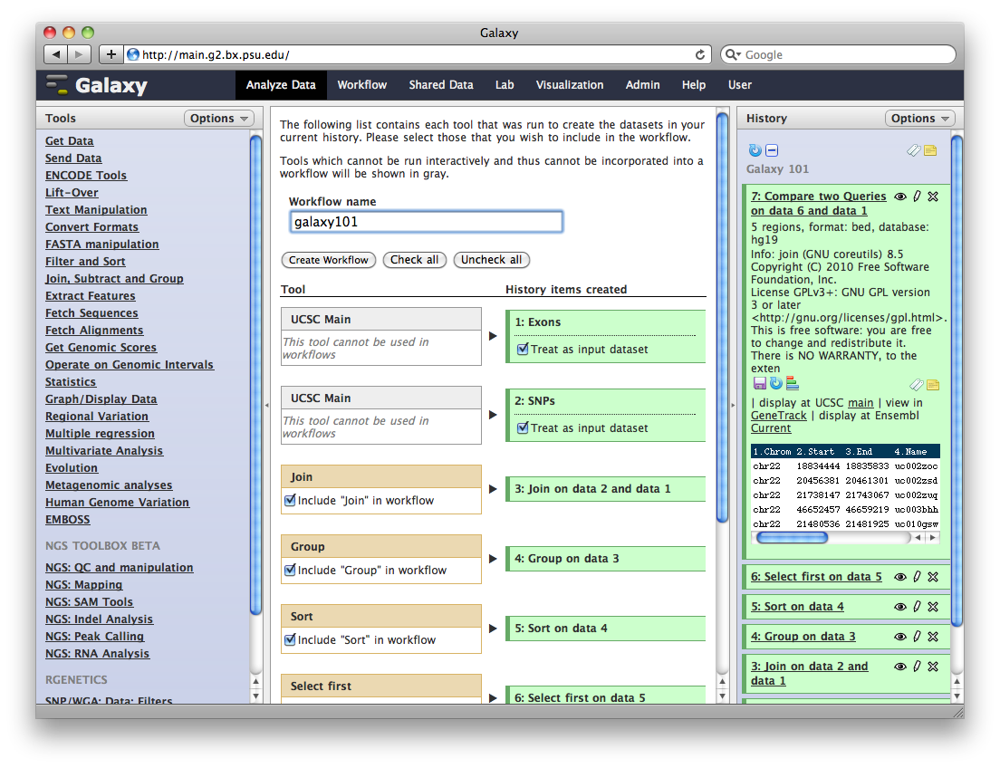 Galaxy
http://main.g2.bx.psu.edu/
Google
Galaxy
Analyze Data
Workflow
Shared Data
Lab
Visualization
Admin
Help
User
Tools
Options
Get Data
Send Data
ENCODE Tools
Lift-Over
Text Manipulation
Convert Formats
FASTA manipulation
Filter and Sort
Join, Subtract and Group
Extract Features
Fetch Sequences
Fetch Alignments
Get Genomic Scores
Operate on Genomic Intervals
Statistics
Graph/Display Data
Regional Variation
Multiple regression
Multivariate Analysis
Evolution
Metagenomic analyses
Human Genome Variation
EMBOSS
NGS TOOLBOX BETA
NGS: QC and manipulation
NGS: Mapping
NGS: SAM Tools
NGS: Indel Analysis
NGS: Peak Calling
NGS: RNA Analysis
RGENETICS
SNP/WGA: Data; Filters
The following list contains each tool that was run to create the datasets in your
current history. Please select those that you wish to include in the workflow.
Tools which cannot be run interactively and thus cannot be incorporated into a
workflow will be shown in gray.
Workflow name
galaxy101
Create Workflow
Check all
Uncheck all
Tool
History items created
UCSC Main
This tool cannot be used in
workflows
1: Exons
Treat as input dataset
UCSC Main
This tool cannot be used in
workflows
2: SNPs
Treat as input dataset
Join
Include "Join" in workflow
3: Join on data 2 and data 1
Group
Include "Group" in workflow
4: Group on data 3
Sort
Include "Sort" in workflow
5: Sort on data 4
Select first
6: Select first on data 5
History
Options
Galaxy 101
7: Compare two Queries
on data 6 and data 1
5 regions, format: bed, database:
hg19
Info: join (GNU coreutils) 8.5
Copyright (C) 2010 Free Software
Foundation, Inc.
License GPLv3+: GNU GPL version
3 or later
<http://gnu.org/licenses/gpl.html>.
This is free software: you are free
to change and redistribute it.
There is NO WARRANTY, to the
exten
| display at UCSC main | view in
GeneTrack | display at Ensembl
Current
1.Chrom 2.Start 3.End 4.Name
chr22 18834444 18835833 uc002zoc
chr22 20456381 20461301 uc002zsd
chr22 21738147 21743067 uc002zuq
chr22 46652457 46659219 uc003bhh
chr22 21480536 21481925 uc010gsw
6: Select first on data 5
5: Sort on data 4
4: Group on data 3
3: Join on data 2 and
data 1